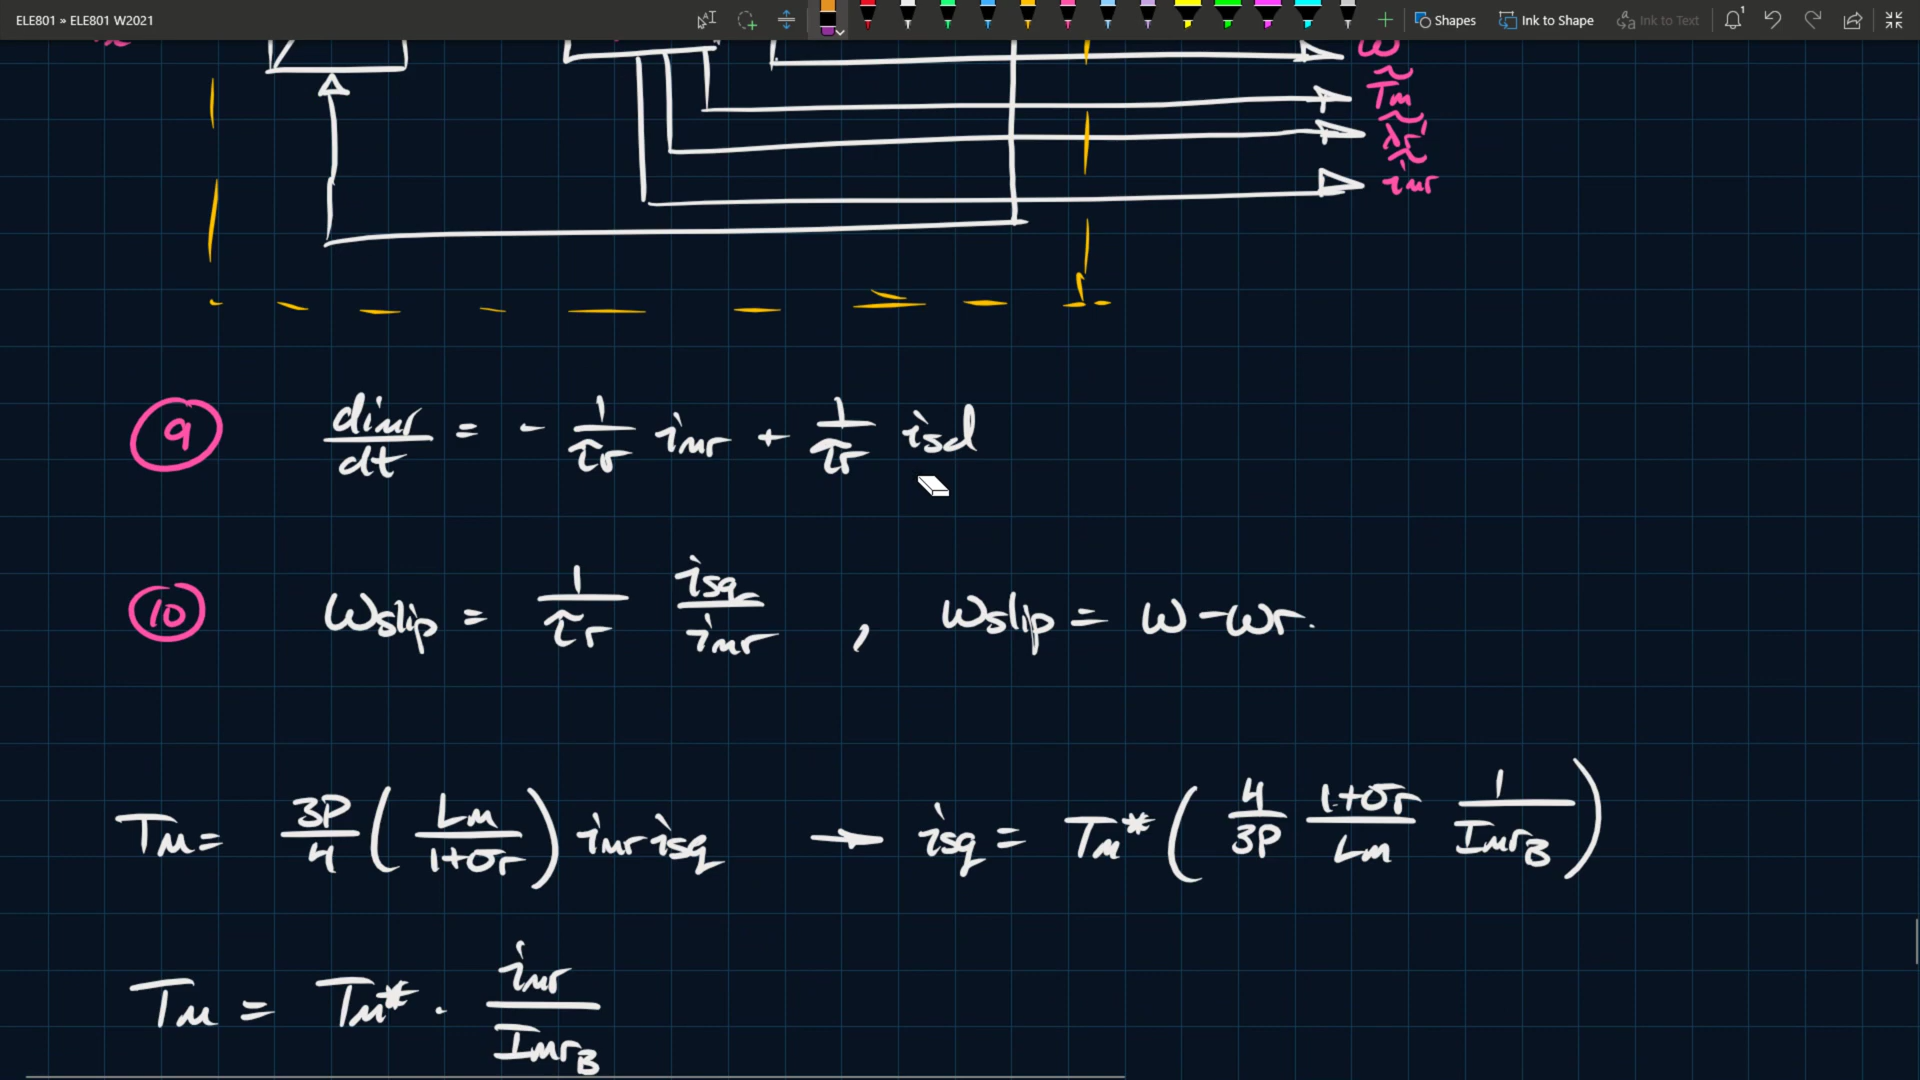 ELE801 » ELE801 W2021
Shapes
Ink to Shape
Ink to Text
1
ω
Tm
λ
imr
9 dimr/dt = - 1/τr imr + 1/τr isd
10 ωslip = 1/τr isq/imr , ωslip = ω - ωr.
Tm = 3P/4 ( Lm/1+σr ) imr isq → isq = Tm* ( 4/3P 1+σr/Lm 1/ImrB )
Tm = Tm* · imr/ImrB